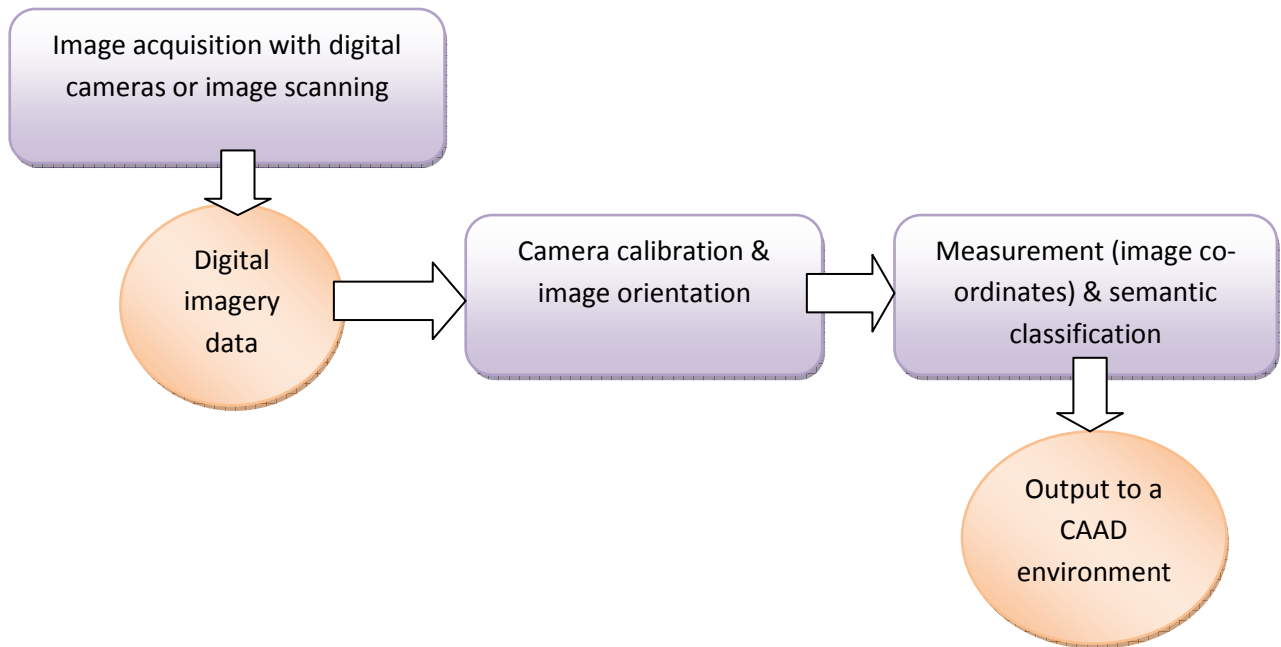 Image acquisition with digital
cameras or image scanning
Digital
imagery
data
Camera calibration &
image orientation
Measurement (image co-
ordinates) & semantic
classification
Output to a
CAAD
environment